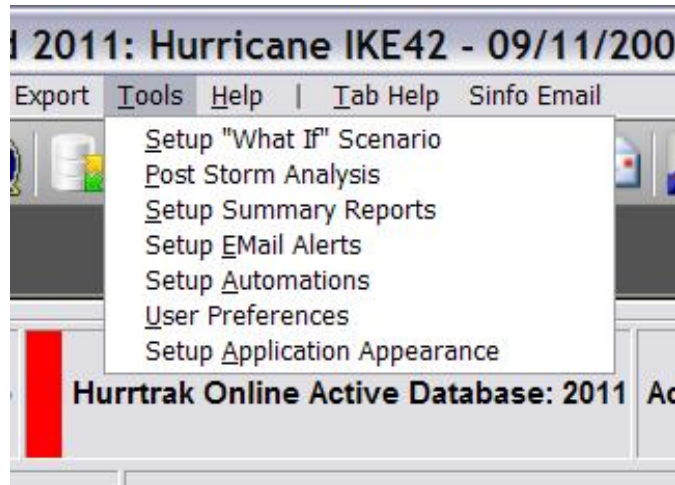 2011: Hurricane IKE42 - 09/11/200
Export Tools Help | Tab Help Sinfo Email
Setup "What If" Scenario
Post Storm Analysis
Setup Summary Reports
Setup EMail Alerts
Setup Automations
User Preferences
Setup Application Appearance
Hurrtrak Online Active Database: 2011